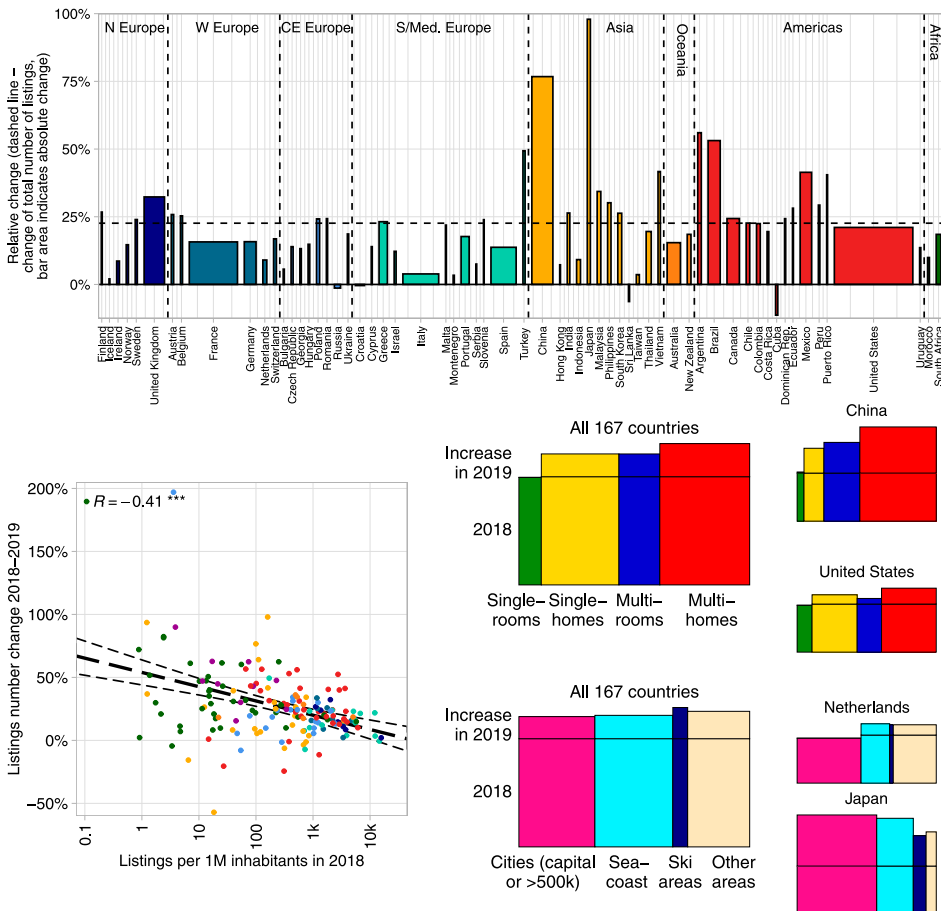 Relative change (dashed line –
change of total number of listings,
bar area indicates absolute change)
100%
75%
50%
25%
0%
N Europe
W Europe
CE Europe
S/Med. Europe
Asia
Oceania
Americas
Africa
Finland
Iceland
Ireland
Norway
Sweden
United Kingdom
Austria
Belgium
France
Germany
Netherlands
Switzerland
Bulgaria
Czech Republic
Georgia
Hungary
Poland
Romania
Russia
Ukraine
Croatia
Cyprus
Greece
Israel
Italy
Malta
Montenegro
Portugal
Serbia
Slovenia
Spain
Turkey
China
Hong Kong
India
Indonesia
Japan
Malaysia
Philippines
South Korea
Sri Lanka
Taiwan
Thailand
Vietnam
Australia
New Zealand
Argentina
Brazil
Canada
Chile
Colombia
Costa Rica
Cuba
Dominican Rep.
Ecuador
Mexico
Peru
Puerto Rico
United States
Uruguay
Morocco
South Africa
Listings number change 2018–2019
200%
150%
100%
50%
0%
−50%
R = −0.41 ***
0.1
1
10
100
1k
10k
Listings per 1M inhabitants in 2018
All 167 countries
Increase
in 2019
2018
Single–
rooms
Single–
homes
Multi–
rooms
Multi–
homes
All 167 countries
Increase
in 2019
2018
Cities (capital
or >500k)
Sea–
coast
Ski
areas
Other
areas
China
United States
Netherlands
Japan